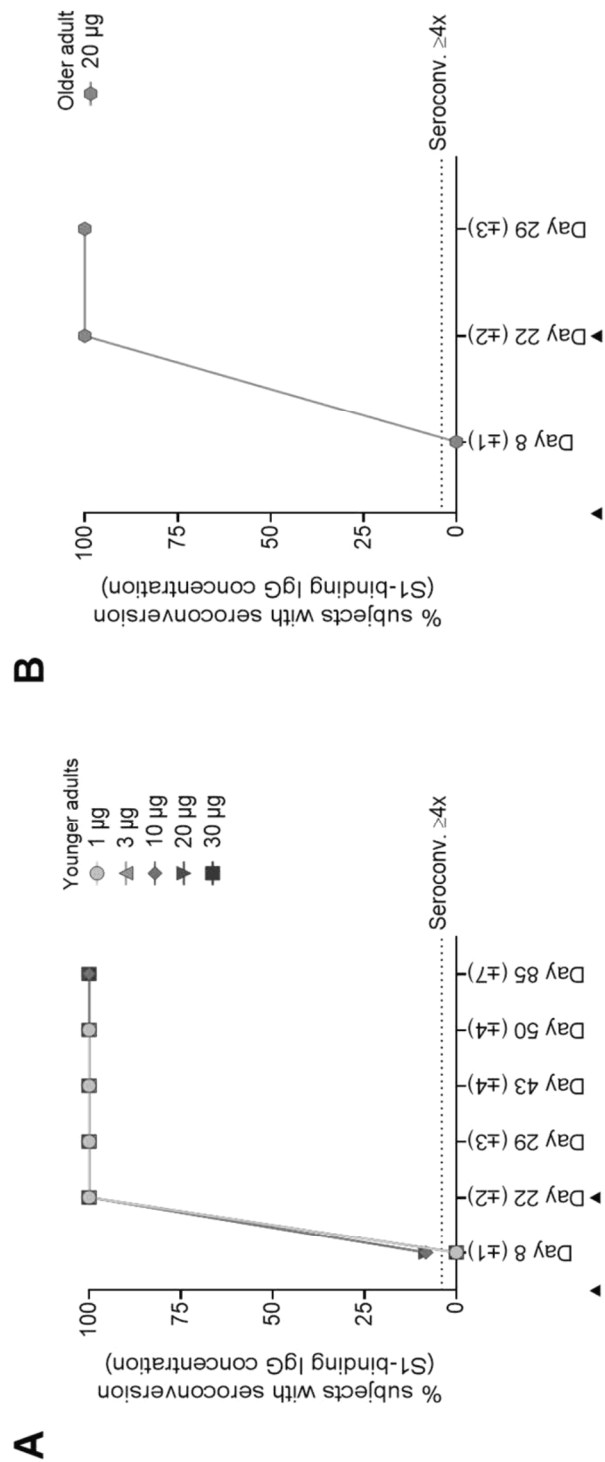 A
% subjects with seroconversion
(S1-binding IgG concentration)
100
75
50
25
0
Day 8 (±1)
Day 22 (±2)
Day 29 (±3)
Day 43 (±4)
Day 50 (±4)
Day 85 (±7)
Seroconv. ≥4x
Younger adults
1 µg
3 µg
10 µg
20 µg
30 µg
B
% subjects with seroconversion
(S1-binding IgG concentration)
100
75
50
25
0
Day 8 (±1)
Day 22 (±2)
Day 29 (±3)
Seroconv. ≥4x
Older adult
20 µg